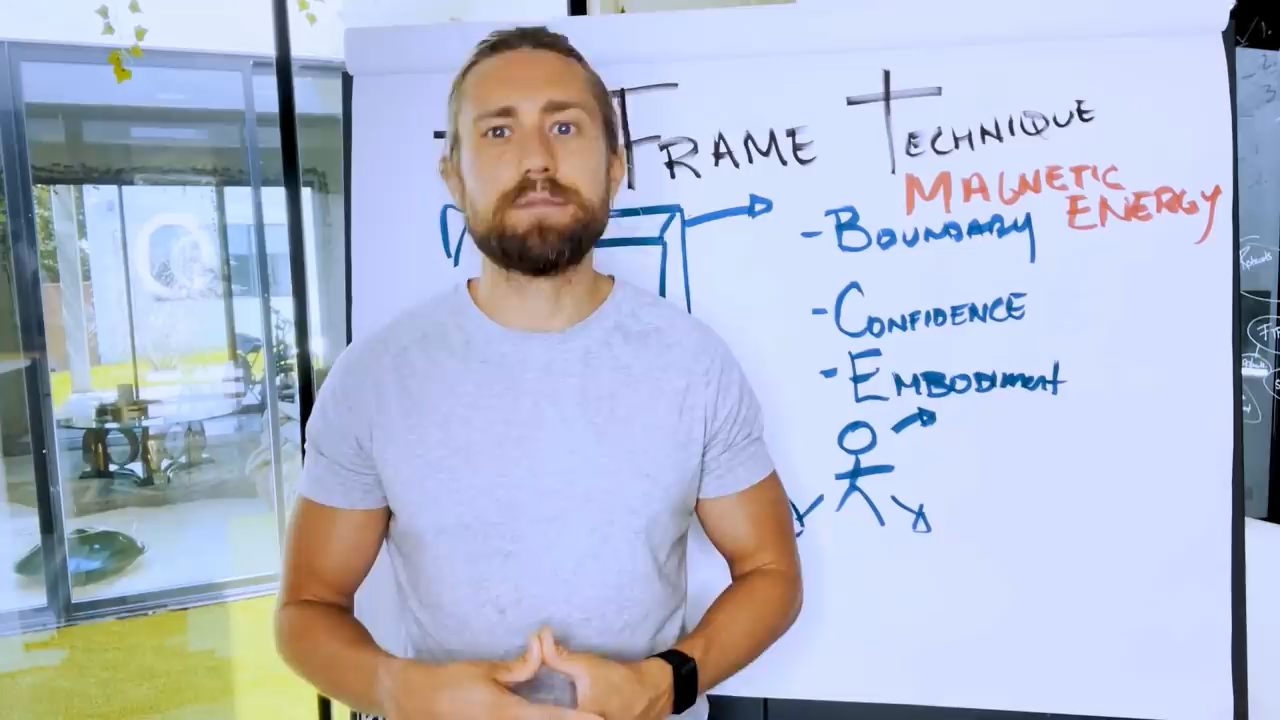 FRAME TECHNIQUE
MAGNETIC
ENERGY
- BOUNDARY
- CONFIDENCE
- EMBODIMENT